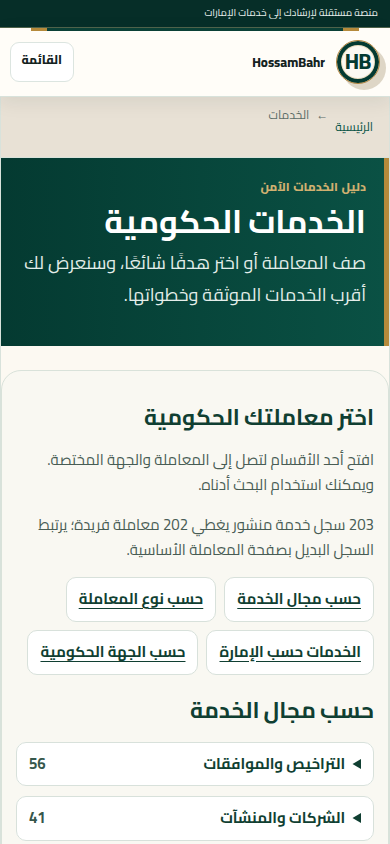 منصة مستقلة لإرشادك إلى خدمات الإمارات
HB
HossamBahr
القائمة
الرئيسية ← الخدمات
دليل الخدمات الآمن
الخدمات الحكومية
صف المعاملة أو اختر هدفًا شائعًا، وسنعرض لك
أقرب الخدمات الموثقة وخطواتها.
اختر معاملتك الحكومية
افتح أحد الأقسام لتصل إلى المعاملة والجهة المختصة.
ويمكنك استخدام البحث أدناه.
203 سجل خدمة منشور يغطي 202 معاملة فريدة؛ يرتبط
السجل البديل بصفحة المعاملة الأساسية.
حسب مجال الخدمة
حسب نوع المعاملة
الخدمات حسب الإمارة
حسب الجهة الحكومية
حسب مجال الخدمة
التراخيص والموافقات 56
الشركات والمنشآت 41